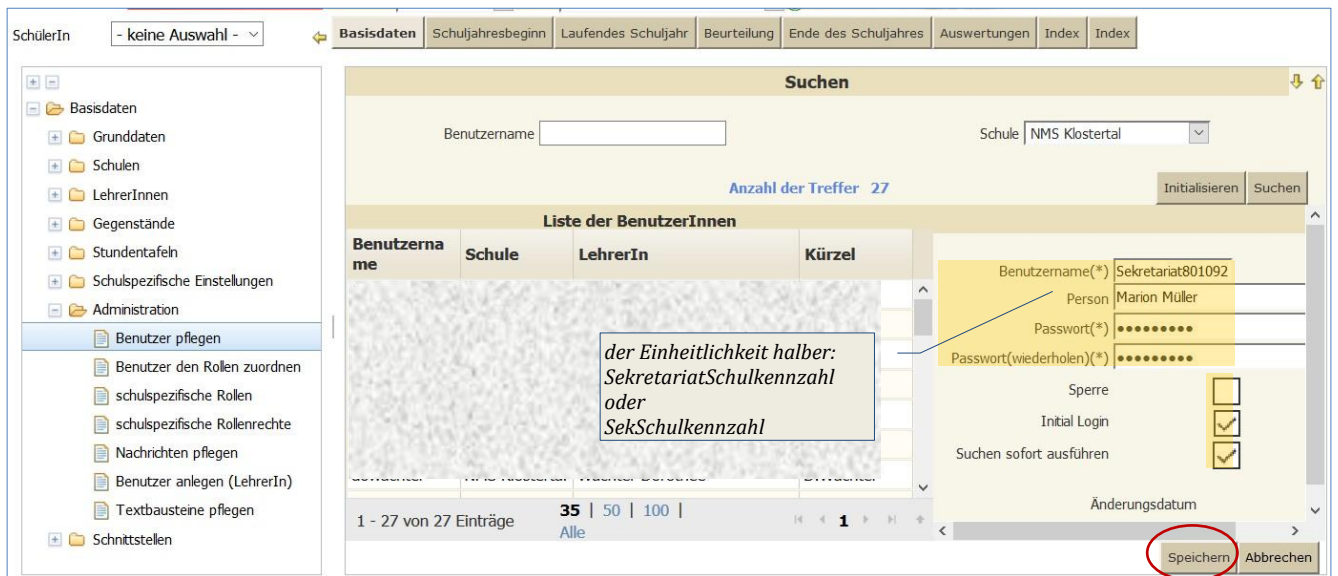 SchülerIn - keine Auswahl - Basisdaten Schuljahresbeginn Laufendes Schuljahr Beurteilung Ende des Schuljahres Auswertungen Index Index
Basisdaten
Grunddaten
Schulen
LehrerInnen
Gegenstände
Stundentafeln
Schulspezifische Einstellungen
Administration
Benutzer pflegen
Benutzer den Rollen zuordnen
schulspezifische Rollen
schulspezifische Rollenrechte
Nachrichten pflegen
Benutzer anlegen (LehrerIn)
Textbausteine pflegen
Schnittstellen
Suchen
Benutzername Schule NMS Klostertal
Anzahl der Treffer 27 Initialisieren Suchen
Liste der BenutzerInnen
Benutzerna
me Schule LehrerIn Kürzel
der Einheitlichkeit halber:
SekretariatSchulkennzahl
oder
SekSchulkennzahl
1 - 27 von 27 Einträge 35 | 50 | 100 |
Alle 1
Benutzername(*) Sekretariat801092
Person Marion Müller
Passwort(*) ●●●●●●●●●
Passwort(wiederholen)(*) ●●●●●●●●●
Sperre
Initial Login
Suchen sofort ausführen
Änderungsdatum
Speichern Abbrechen